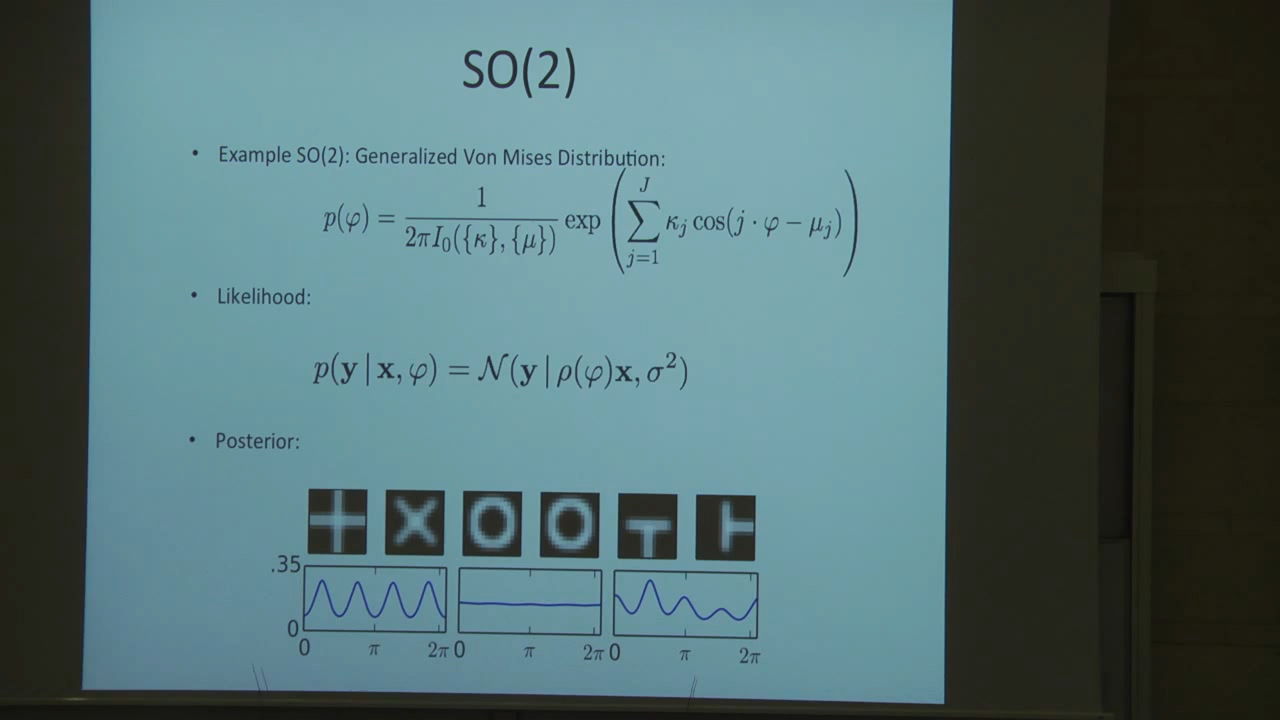 SO(2)
• Example SO(2): Generalized Von Mises Distribution:
p(φ) = 1 / 2πI₀({κ}, {μ}) exp ( ∑_{j=1}^{J} κ_j cos(j · φ − μ_j) )
• Likelihood:
p(y | x, φ) = 𝒩(y | ρ(φ)x, σ²)
• Posterior:
.35
0
0 π 2π 0 π 2π 0 π 2π